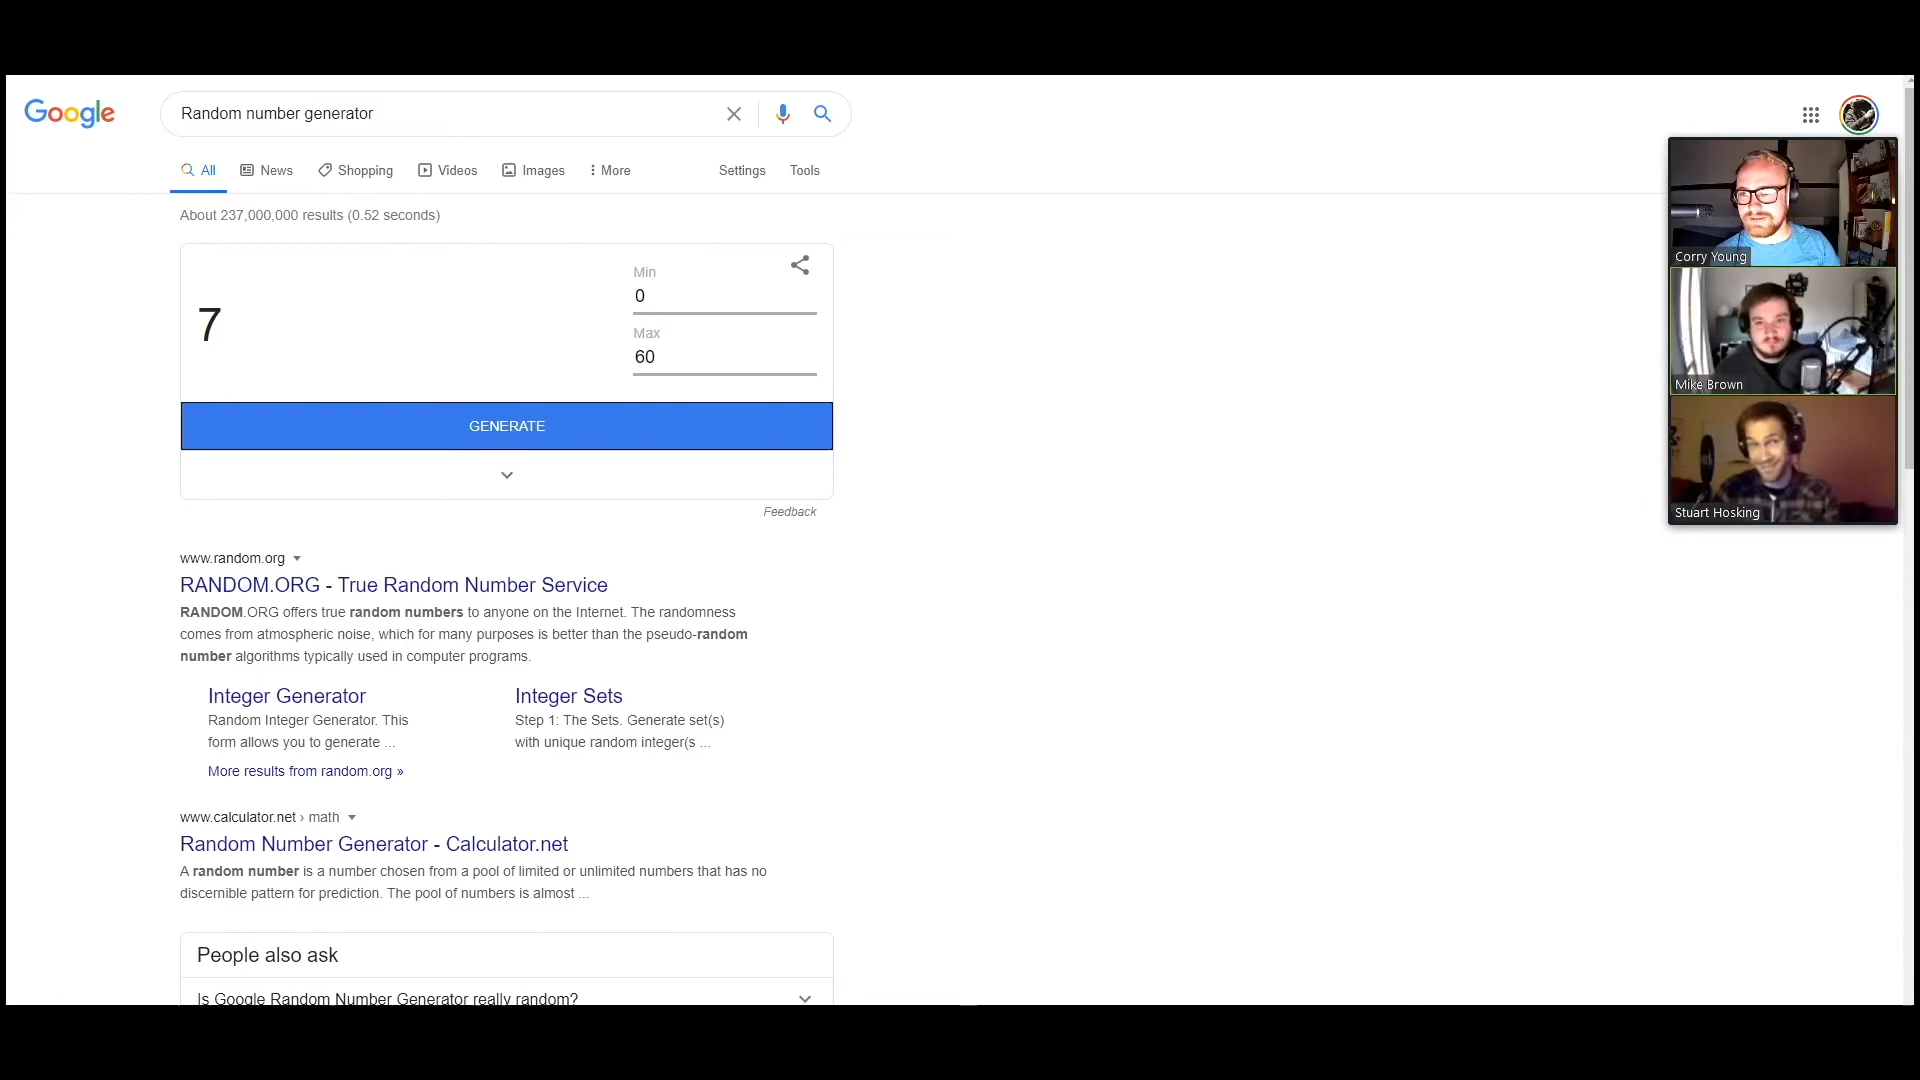 Google
Random number generator
All
News
Shopping
Videos
Images
More
Settings
Tools
About 237,000,000 results (0.52 seconds)
7
Min
0
Max
60
GENERATE
Feedback
www.random.org
RANDOM.ORG - True Random Number Service
RANDOM.ORG offers true random numbers to anyone on the Internet. The randomness
comes from atmospheric noise, which for many purposes is better than the pseudo-random
number algorithms typically used in computer programs.
Integer Generator
Random Integer Generator. This
form allows you to generate ...
Integer Sets
Step 1: The Sets. Generate set(s)
with unique random integer(s ...
More results from random.org »
www.calculator.net › math
Random Number Generator - Calculator.net
A random number is a number chosen from a pool of limited or unlimited numbers that has no
discernible pattern for prediction. The pool of numbers is almost ...
People also ask
Is Google Random Number Generator really random?
Corry Young
Mike Brown
Stuart Hosking